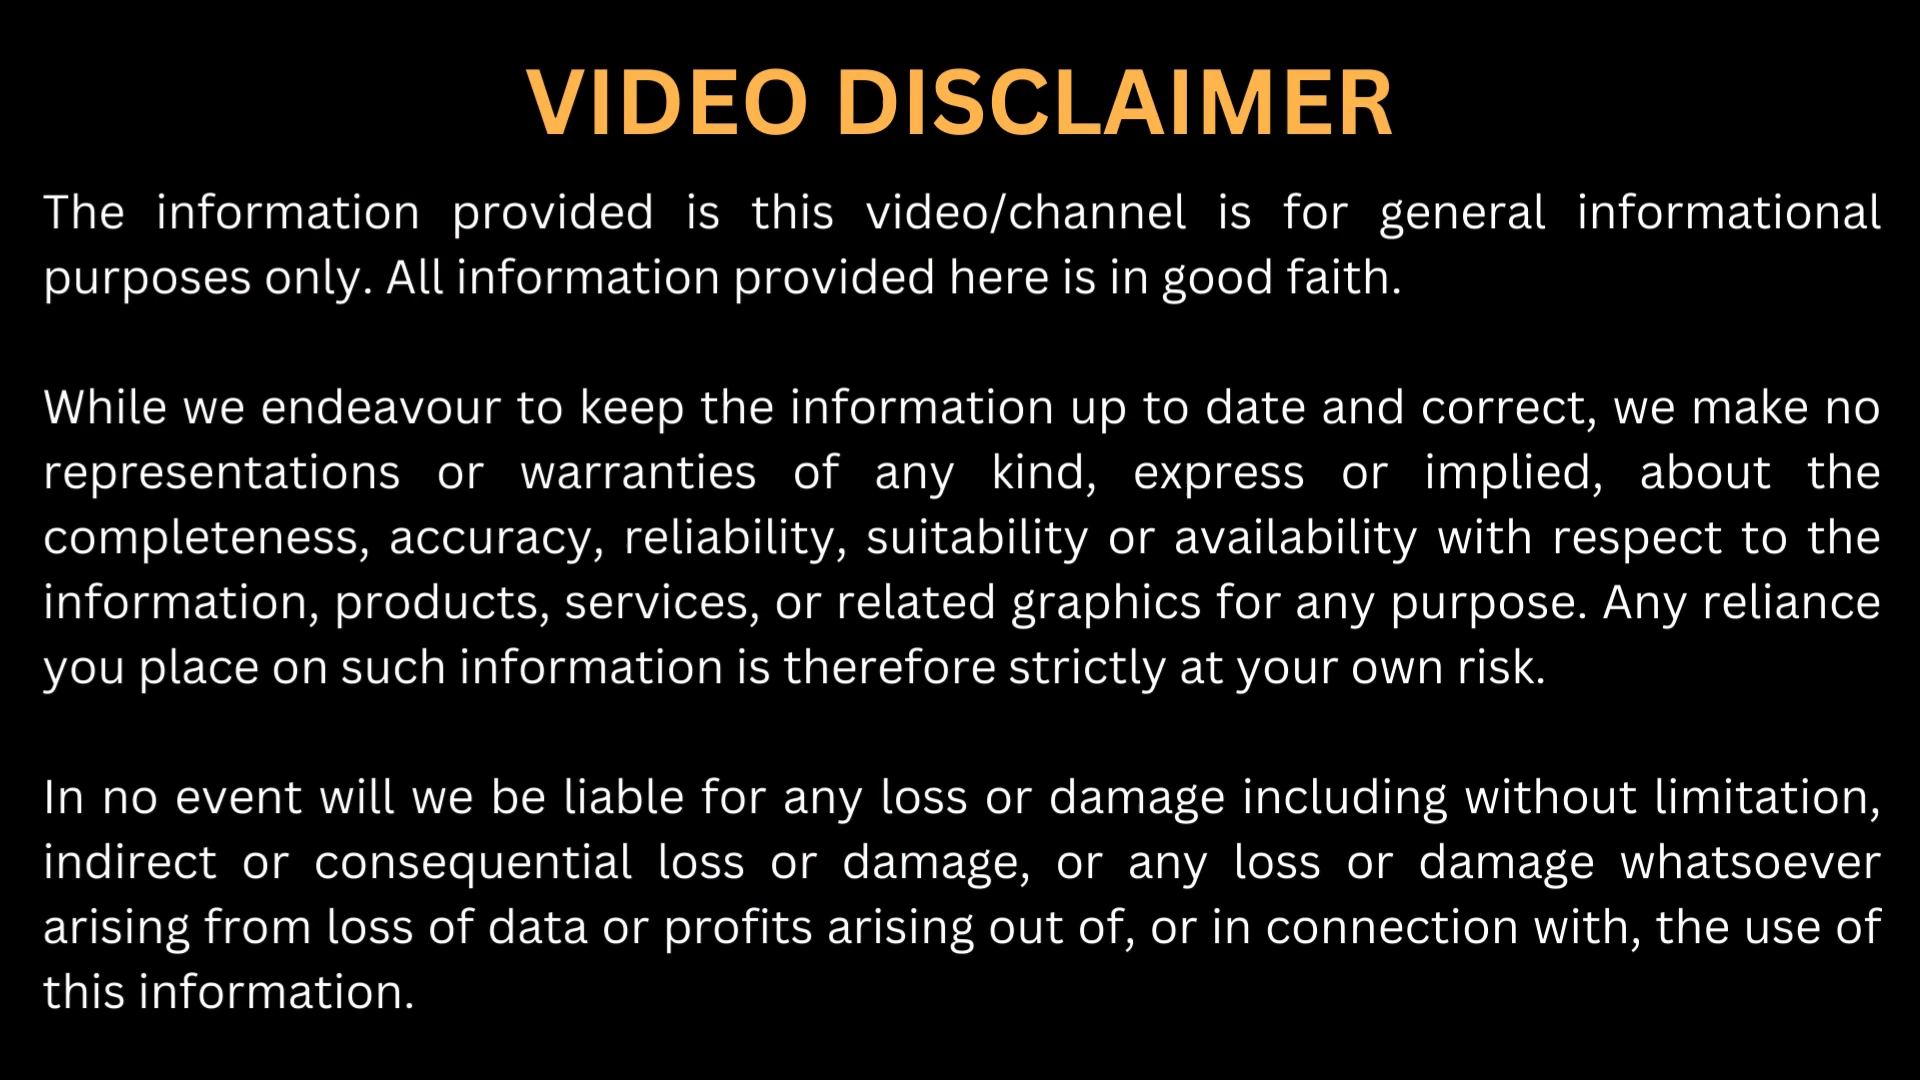 VIDEO DISCLAIMER
The information provided is this video/channel is for general informational
purposes only. All information provided here is in good faith.
While we endeavour to keep the information up to date and correct, we make no
representations or warranties of any kind, express or implied, about the
completeness, accuracy, reliability, suitability or availability with respect to the
information, products, services, or related graphics for any purpose. Any reliance
you place on such information is therefore strictly at your own risk.
In no event will we be liable for any loss or damage including without limitation,
indirect or consequential loss or damage, or any loss or damage whatsoever
arising from loss of data or profits arising out of, or in connection with, the use of
this information.